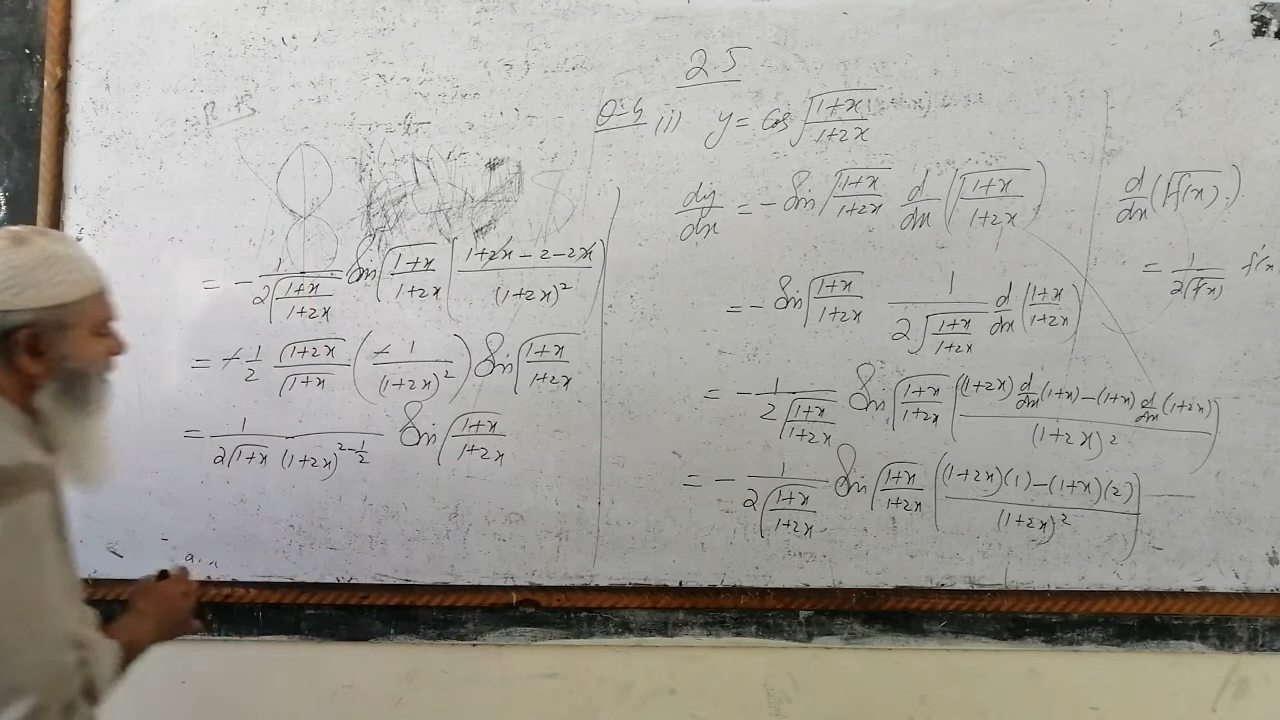 2.5
Q=4 (i) y = Cos √((1+x)/(1+2x))
dy/dx = -Sin √((1+x)/(1+2x)) d/dx (√((1+x)/(1+2x)))
= -Sin √((1+x)/(1+2x)) 1/(2√((1+x)/(1+2x))) d/dx ((1+x)/(1+2x))
= -1/(2√((1+x)/(1+2x))) Sin √((1+x)/(1+2x)) (((1+2x) d/dx (1+x) - (1+x) d/dx (1+2x))/(1+2x)²)
= -1/(2√((1+x)/(1+2x))) Sin √((1+x)/(1+2x)) (((1+2x)(1) - (1+x)(2))/(1+2x)²)
d/dx (√f(x))
= 1/(2√f(x)) f'(x
= -1/(2√((1+x)/(1+2x))) Sin √((1+x)/(1+2x)) ((1+2x-2-2x)/(1+2x)²)
= -1/2 √(1+2x)/√(1+x) (-1/(1+2x)²) Sin √((1+x)/(1+2x))
= 1/(2√(1+x) (1+2x)^(2-1/2)) Sin √((1+x)/(1+2x))